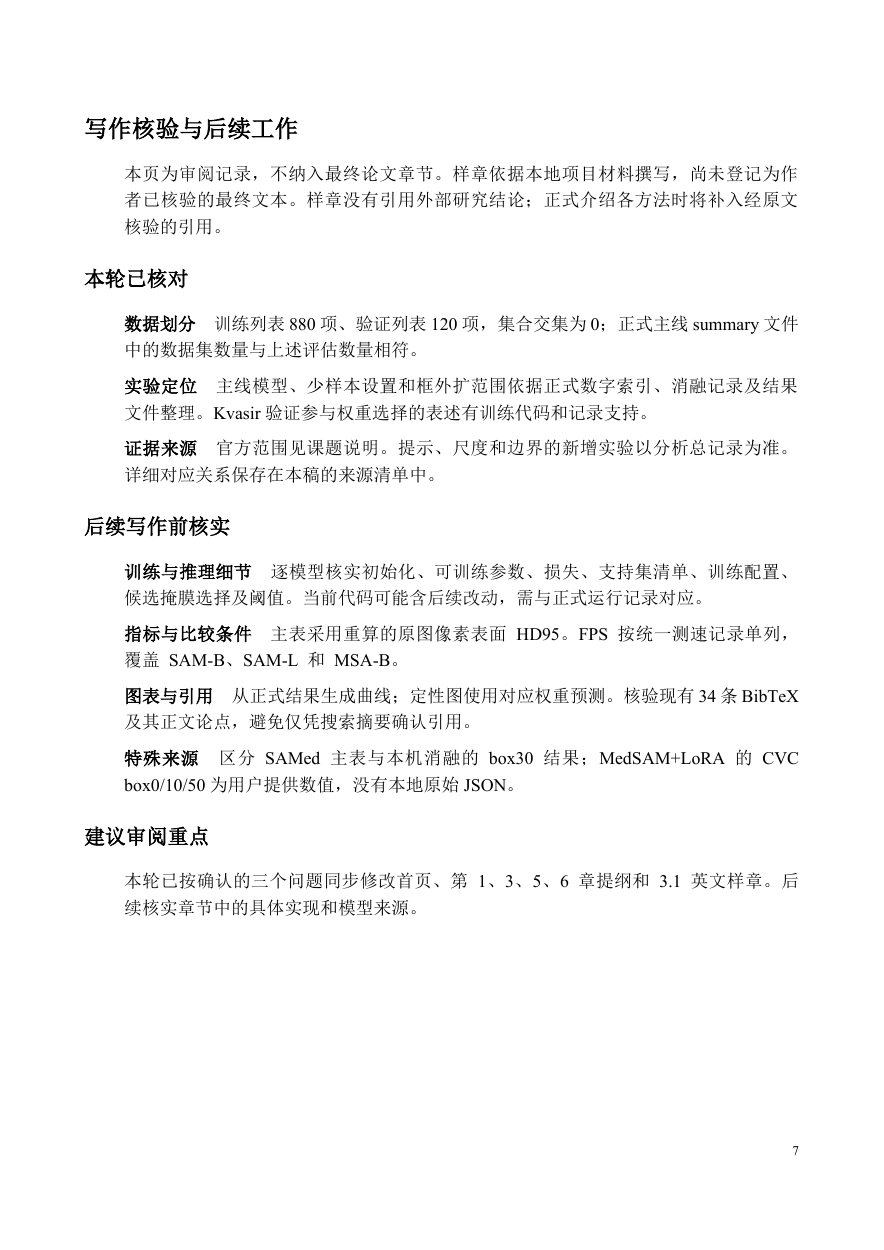 写作核验与后续工作
本页为审阅记录，不纳入最终论文章节。样章依据本地项目材料撰写，尚未登记为作
者已核验的最终文本。样章没有引用外部研究结论；正式介绍各方法时将补入经原文
核验的引用。
本轮已核对
数据划分 训练列表 880 项、验证列表 120 项，集合交集为 0；正式主线 summary 文件
中的数据集数量与上述评估数量相符。
实验定位 主线模型、少样本设置和框外扩范围依据正式数字索引、消融记录及结果
文件整理。Kvasir 验证参与权重选择的表述有训练代码和记录支持。
证据来源 官方范围见课题说明。提示、尺度和边界的新增实验以分析总记录为准。
详细对应关系保存在本稿的来源清单中。
后续写作前核实
训练与推理细节 逐模型核实初始化、可训练参数、损失、支持集清单、训练配置、
候选掩膜选择及阈值。当前代码可能含后续改动，需与正式运行记录对应。
指标与比较条件 主表采用重算的原图像素表面 HD95。FPS 按统一测速记录单列，
覆盖 SAM-B、SAM-L 和 MSA-B。
图表与引用 从正式结果生成曲线；定性图使用对应权重预测。核验现有 34 条 BibTeX
及其正文论点，避免仅凭搜索摘要确认引用。
特殊来源 区分 SAMed 主表与本机消融的 box30 结果；MedSAM+LoRA 的 CVC
box0/10/50 为用户提供数值，没有本地原始 JSON。
建议审阅重点
本轮已按确认的三个问题同步修改首页、第 1、3、5、6 章提纲和 3.1 英文样章。后
续核实章节中的具体实现和模型来源。
7